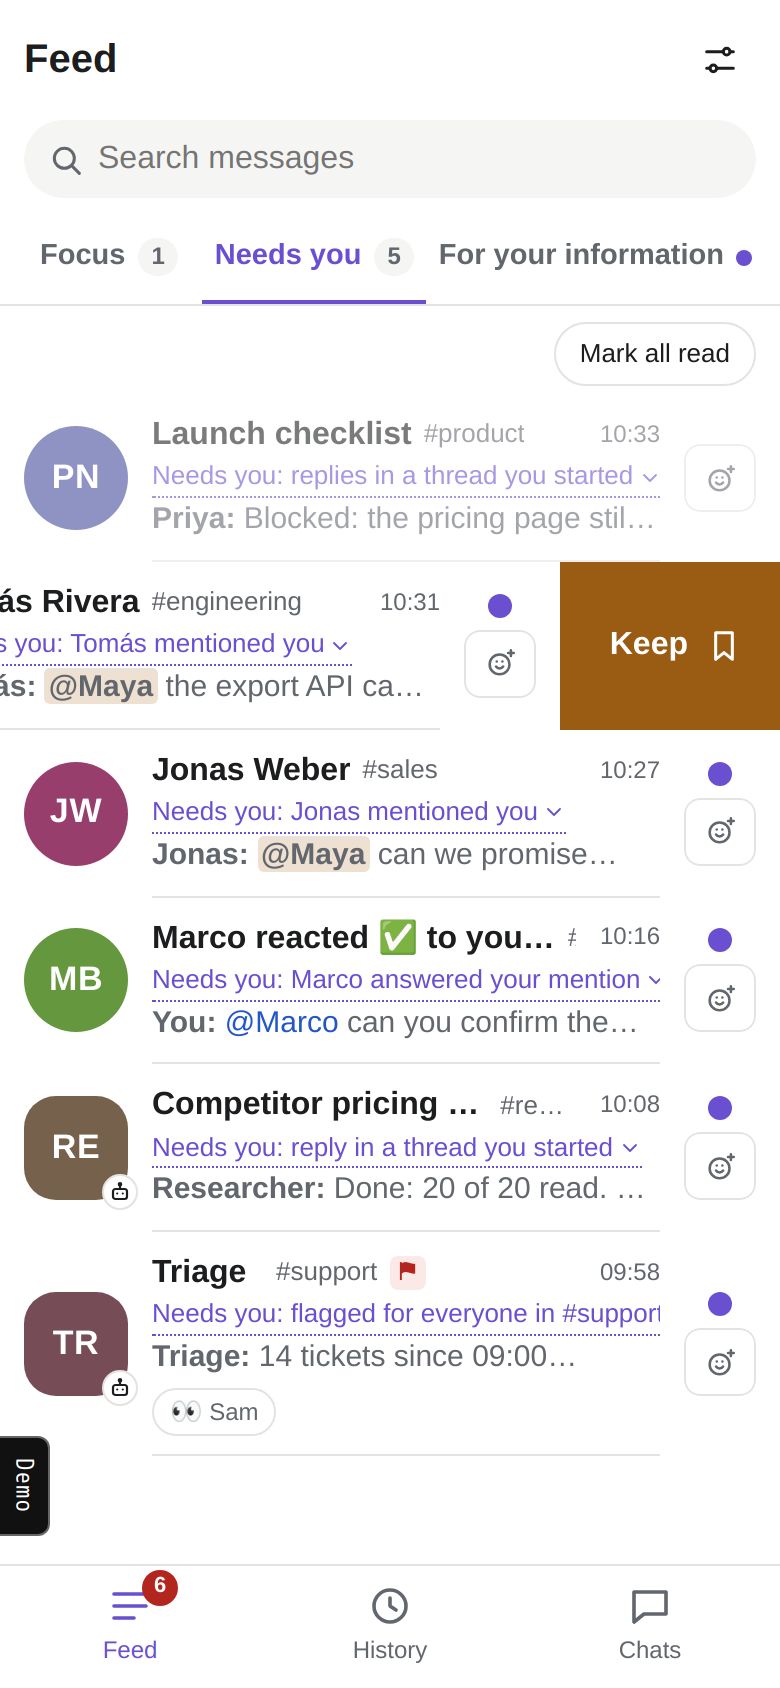 Feed
Search messages
Focus 1 Needs you 5 For your information
Mark all read
PN
Launch checklist #product 10:33
Needs you: replies in a thread you started
Priya: Blocked: the pricing page stil…
ás Rivera #engineering 10:31
s you: Tomás mentioned you
ás: @Maya the export API ca…
Keep
JW
Jonas Weber #sales 10:27
Needs you: Jonas mentioned you
Jonas: @Maya can we promise…
MB
Marco reacted ✅ to you… # 10:16
Needs you: Marco answered your mention
You: @Marco can you confirm the…
RE
Competitor pricing … #re… 10:08
Needs you: reply in a thread you started
Researcher: Done: 20 of 20 read. …
TR
Triage #support 09:58
Needs you: flagged for everyone in #support
Triage: 14 tickets since 09:00…
👀 Sam
Demo
6
Feed History Chats